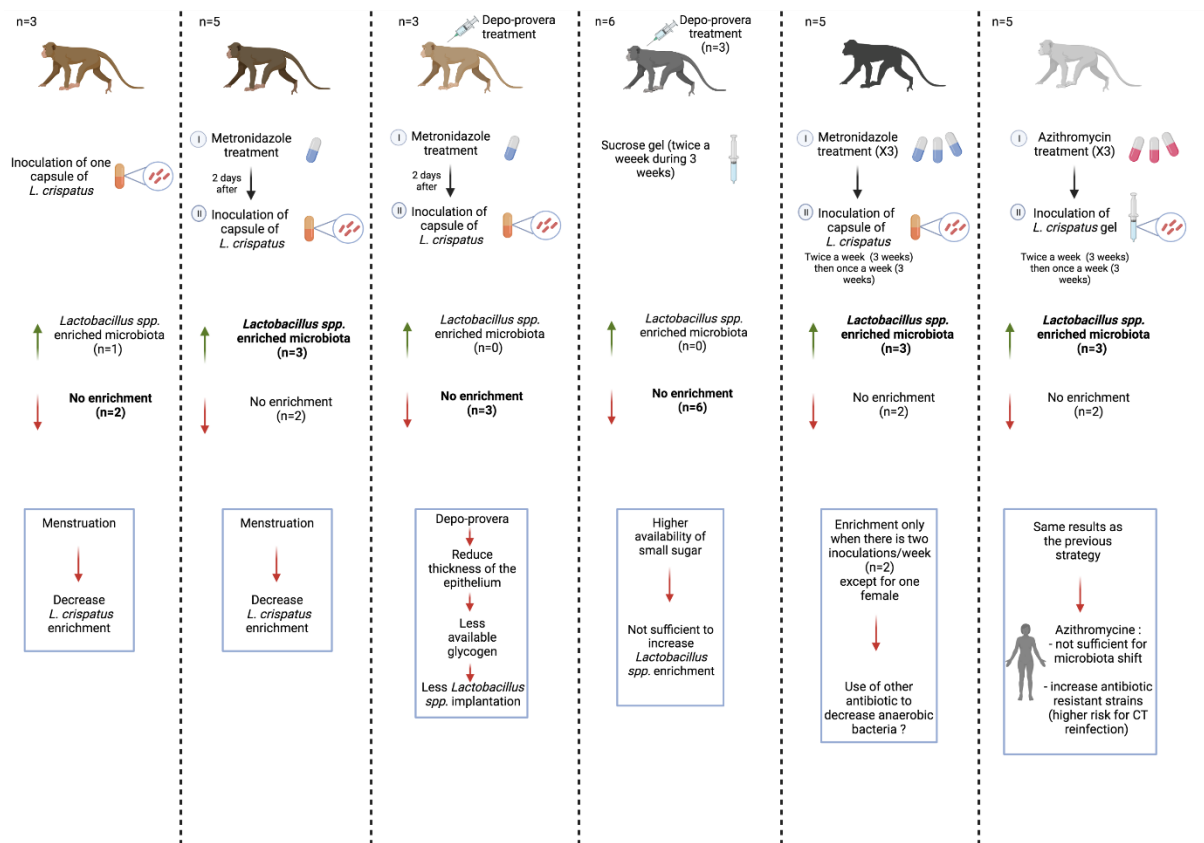 n=3
Inoculation of one
capsule of
L. crispatus
Lactobacillus spp.
enriched microbiota
(n=1)
No enrichment
(n=2)
Menstruation
Decrease
L. crispatus
enrichment
n=5
I
Metronidazole
treatment
2 days
after
II
Inoculation of
capsule of
L. crispatus
Lactobacillus spp.
enriched microbiota
(n=3)
No enrichment
(n=2)
Menstruation
Decrease
L. crispatus
enrichment
n=3
Depo-provera
treatment
I
Metronidazole
treatment
2 days
after
II
Inoculation of
capsule of
L. crispatus
Lactobacillus spp.
enriched microbiota
(n=0)
No enrichment
(n=3)
Depo-provera
Reduce
thickness of the
epithelium
Less
available
glycogen
Less Lactobacillus
spp. implantation
n=6
Depo-provera
treatment
(n=3)
Sucrose gel (twice a
weeek during 3
weeks)
Lactobacillus spp.
enriched microbiota
(n=0)
No enrichment
(n=6)
Higher
availability of
small sugar
Not sufficient to
increase
Lactobacillus
spp. enrichment
n=5
I
Metronidazole
treatment (X3)
II
Inoculation of
capsule of
L. crispatus
Twice a week (3 weeks)
then once a week (3
weeks)
Lactobacillus spp.
enriched microbiota
(n=3)
No enrichment
(n=2)
Enrichment only
when there is two
inoculations/week
(n=2)
except for one
female
Use of other
antibiotic to
decrease anaerobic
bacteria ?
n=5
I
Azithromycin
treatment (X3)
II
Inoculation of
L. crispatus gel
Twice a week (3 weeks)
then once a week (3
weeks)
Lactobacillus spp.
enriched microbiota
(n=3)
No enrichment
(n=2)
Same results as
the previous
strategy
Azithromycine :
- not sufficient for
microbiota shift
- increase antibiotic
resistant strains
(higher risk for CT
reinfection)